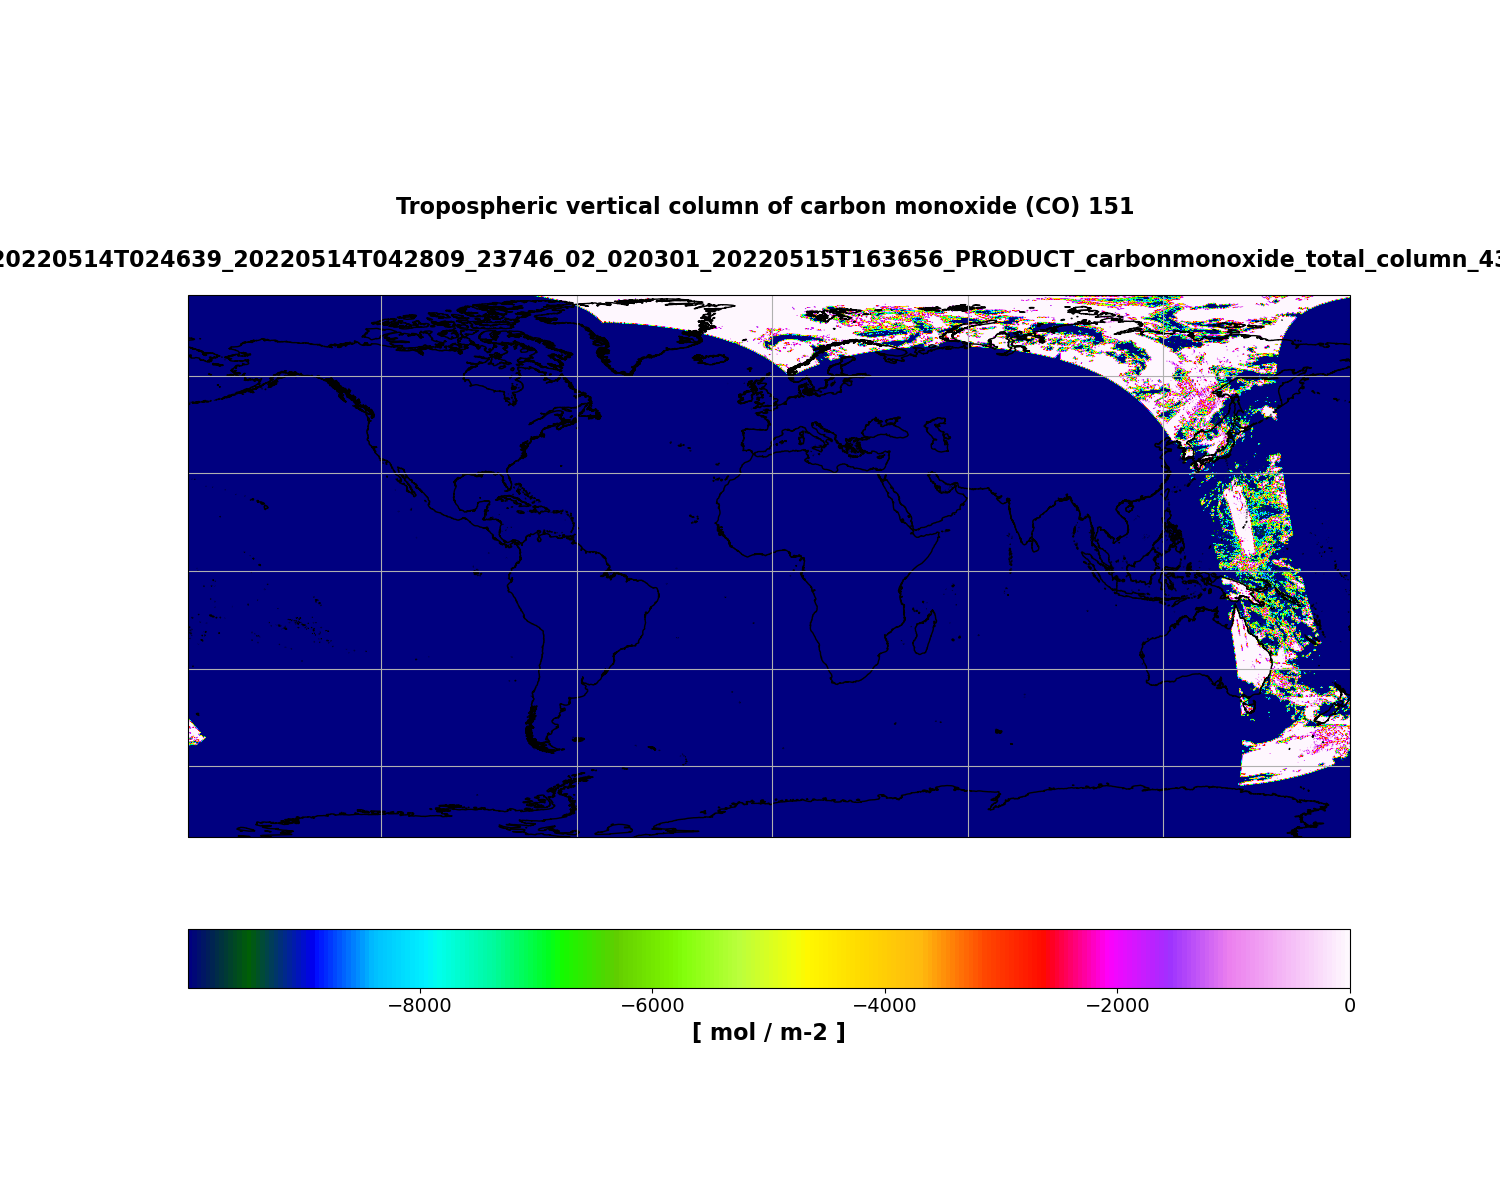 Tropospheric vertical column of carbon monoxide (CO) 151
20220514T024639_20220514T042809_23746_02_020301_20220515T163656_PRODUCT_carbonmonoxide_total_column_43
−8000 −6000 −4000 −2000 0
[ mol / m-2 ]